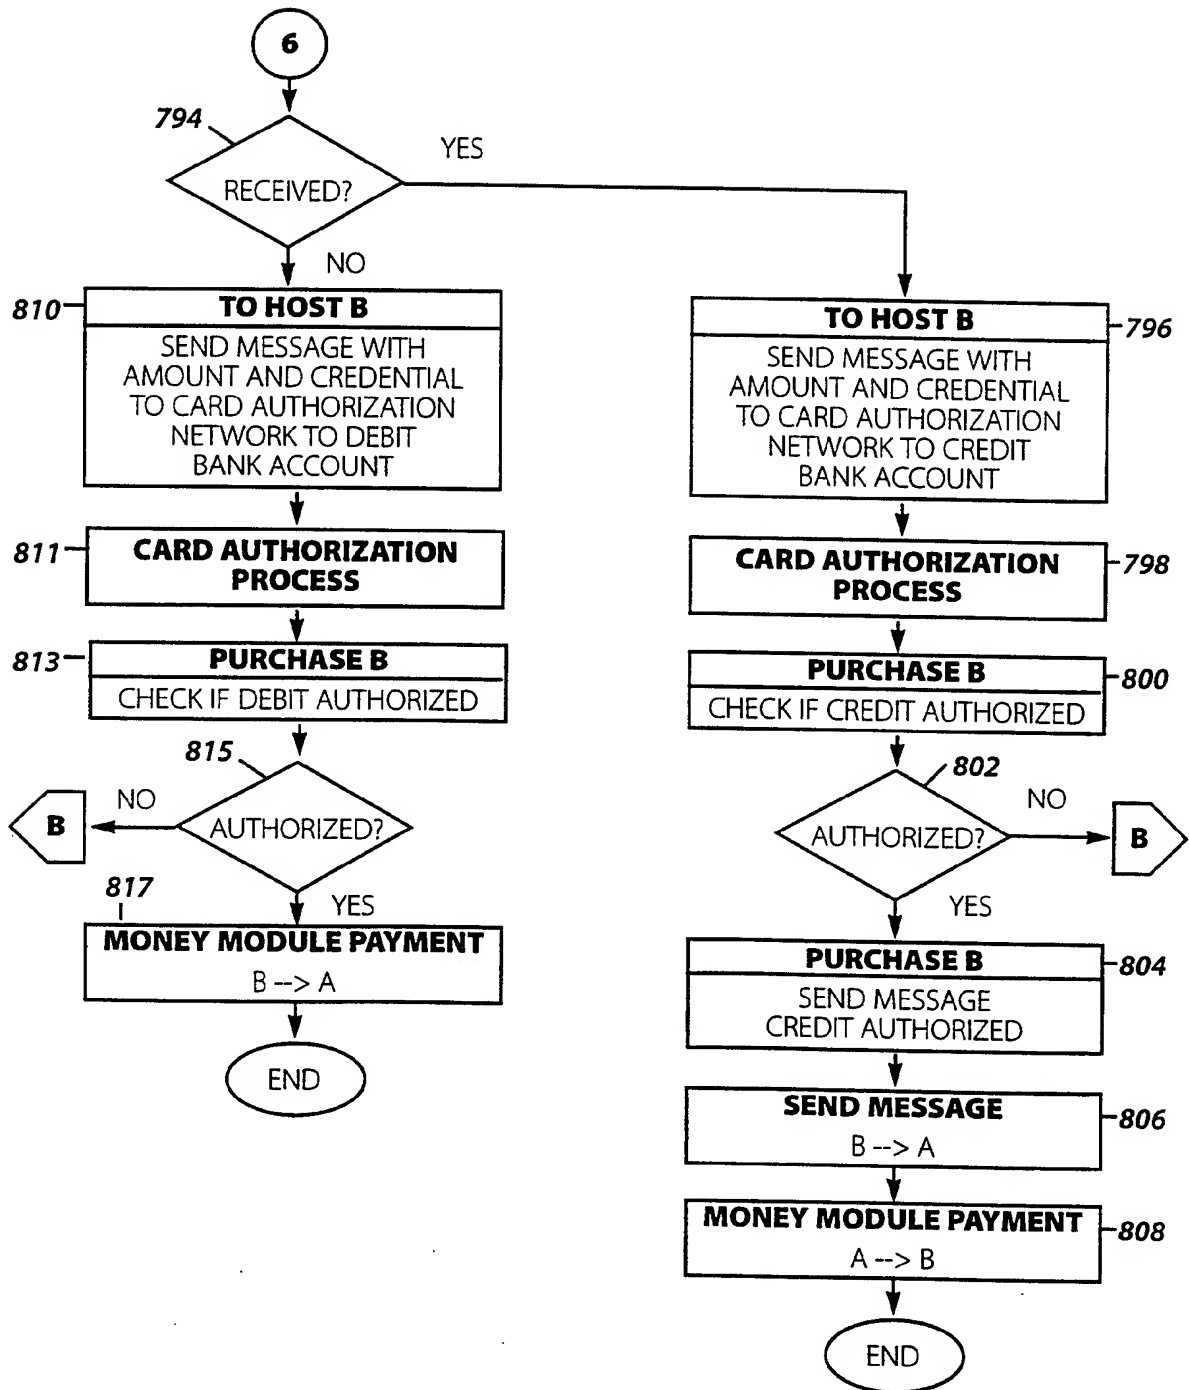 6
794
YES
RECEIVED?
NO
810
TO HOST B
SEND MESSAGE WITH
AMOUNT AND CREDENTIAL
TO CARD AUTHORIZATION
NETWORK TO DEBIT
BANK ACCOUNT
811
CARD AUTHORIZATION
PROCESS
813
PURCHASE B
CHECK IF DEBIT AUTHORIZED
815
NO
B
AUTHORIZED?
817
YES
MONEY MODULE PAYMENT
B --> A
END
TO HOST B
796
SEND MESSAGE WITH
AMOUNT AND CREDENTIAL
TO CARD AUTHORIZATION
NETWORK TO CREDIT
BANK ACCOUNT
CARD AUTHORIZATION
PROCESS
798
PURCHASE B
800
CHECK IF CREDIT AUTHORIZED
802
AUTHORIZED?
NO
B
YES
PURCHASE B
804
SEND MESSAGE
CREDIT AUTHORIZED
SEND MESSAGE
806
B --> A
MONEY MODULE PAYMENT
808
A --> B
END